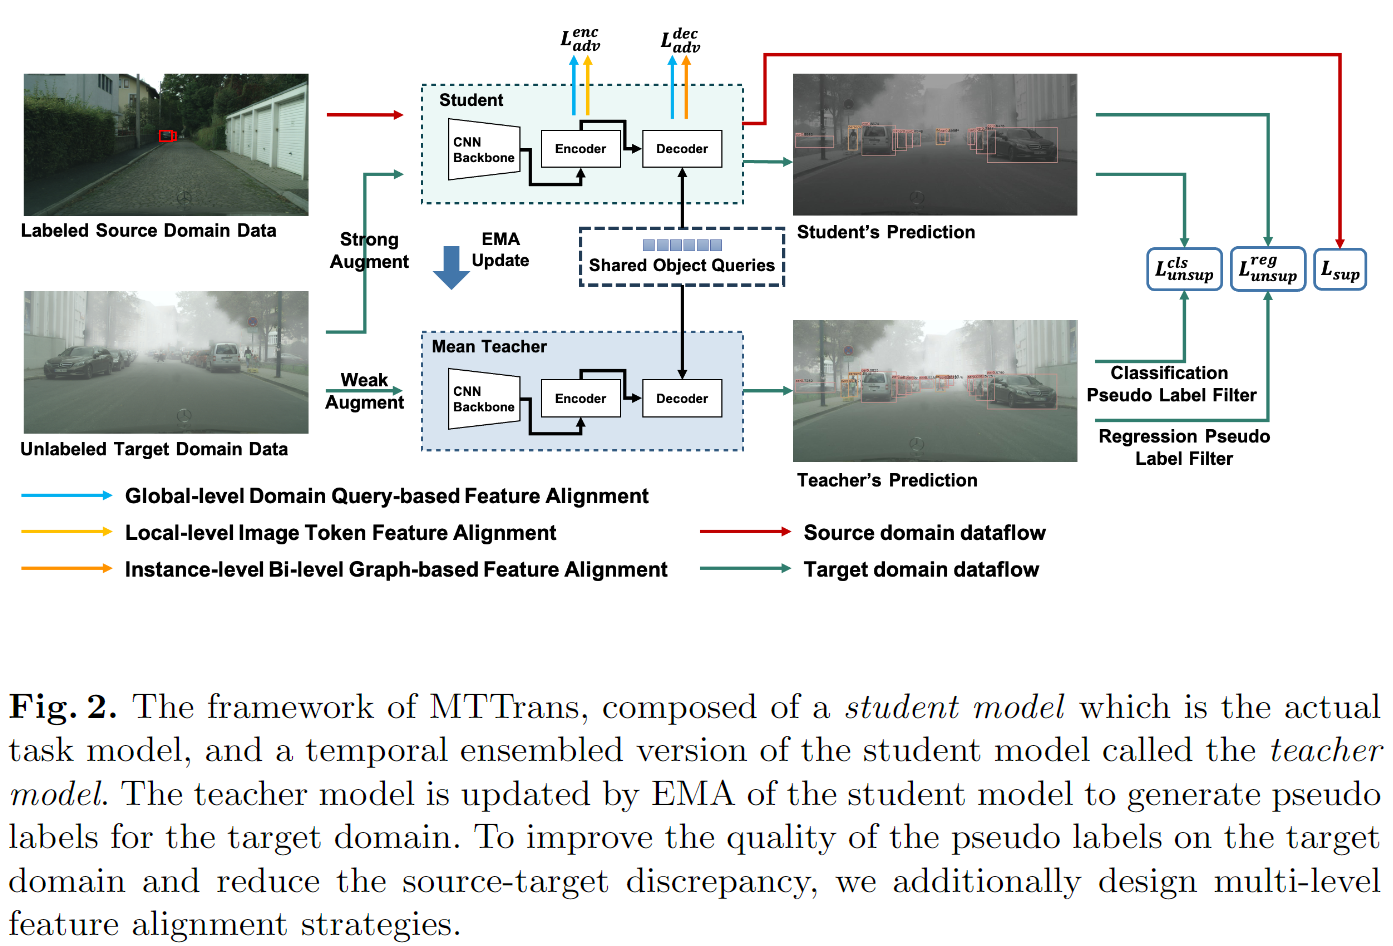 L_{adv}^{enc} L_{adv}^{dec}
Student
CNN
Backbone
Encoder
Decoder
Labeled Source Domain Data
Strong
Augment
EMA
Update
Shared Object Queries
Student's Prediction
L_{unsup}^{cls} L_{unsup}^{reg} L_{sup}
Mean Teacher
CNN
Backbone
Encoder
Decoder
Weak
Augment
Unlabeled Target Domain Data
Teacher's Prediction
Classification
Pseudo Label Filter
Regression Pseudo
Label Filter
Global-level Domain Query-based Feature Alignment
Local-level Image Token Feature Alignment
Instance-level Bi-level Graph-based Feature Alignment
Source domain dataflow
Target domain dataflow
Fig. 2. The framework of MTTrans, composed of a student model which is the actual
task model, and a temporal ensembled version of the student model called the teacher
model. The teacher model is updated by EMA of the student model to generate pseudo
labels for the target domain. To improve the quality of the pseudo labels on the target
domain and reduce the source-target discrepancy, we additionally design multi-level
feature alignment strategies.